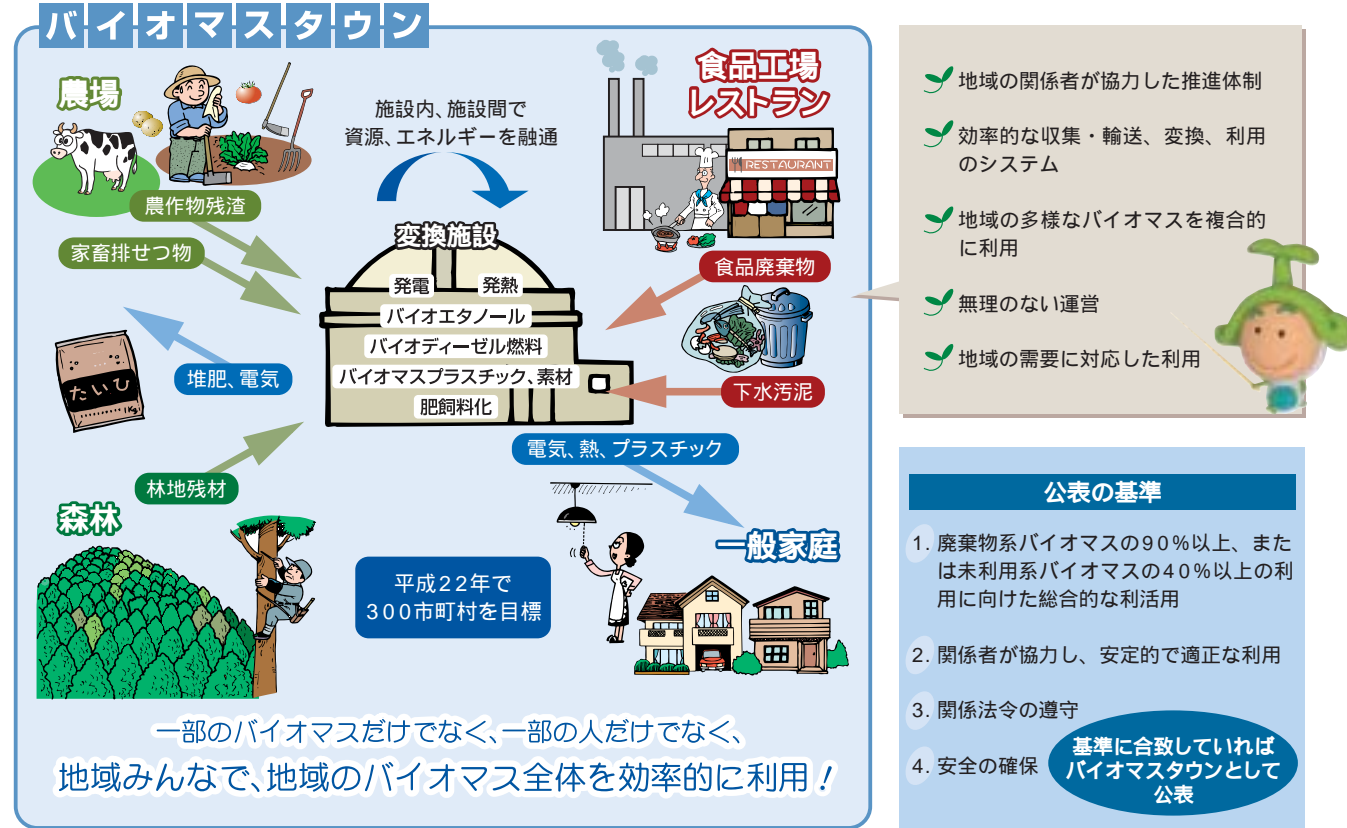 バイオマスタウン
農場
農作物残渣
家畜排せつ物
堆肥、電気
たいひ
1Kg
林地残材
森林
施設内、施設間で
資源、エネルギーを融通
変換施設
発電 発熱
バイオエタノール
バイオディーゼル燃料
バイオマスプラスチック、素材
肥飼料化
食品工場
レストラン
RESTAURANT
食品廃棄物
下水汚泥
電気、熱、プラスチック
一般家庭
平成22年で
300市町村を目標
一部のバイオマスだけでなく、一部の人だけでなく、
地域みんなで、地域のバイオマス全体を効率的に利用!
地域の関係者が協力した推進体制
効率的な収集・輸送、変換、利用
のシステム
地域の多様なバイオマスを複合的
に利用
無理のない運営
地域の需要に対応した利用
公表の基準
1. 廃棄物系バイオマスの90%以上、また
は未利用系バイオマスの40%以上の利
用に向けた総合的な利活用
2. 関係者が協力し、安定的で適正な利用
3. 関係法令の遵守
4. 安全の確保
基準に合致していれば
バイオマスタウンとして
公表